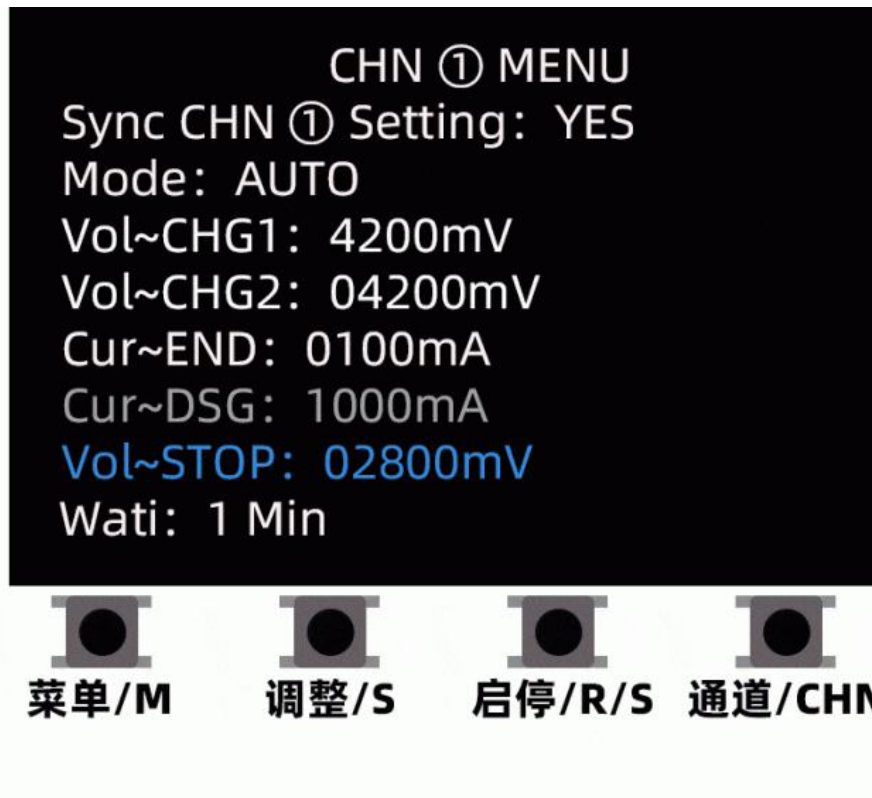 CHN ① MENU
Sync CHN ① Setting: YES
Mode: AUTO
Vol~CHG1: 4200mV
Vol~CHG2: 04200mV
Cur~END: 0100mA
Cur~DSG: 1000mA
Vol~STOP: 02800mV
Wati: 1 Min
菜单/M 调整/S 启停/R/S 通道/CHN